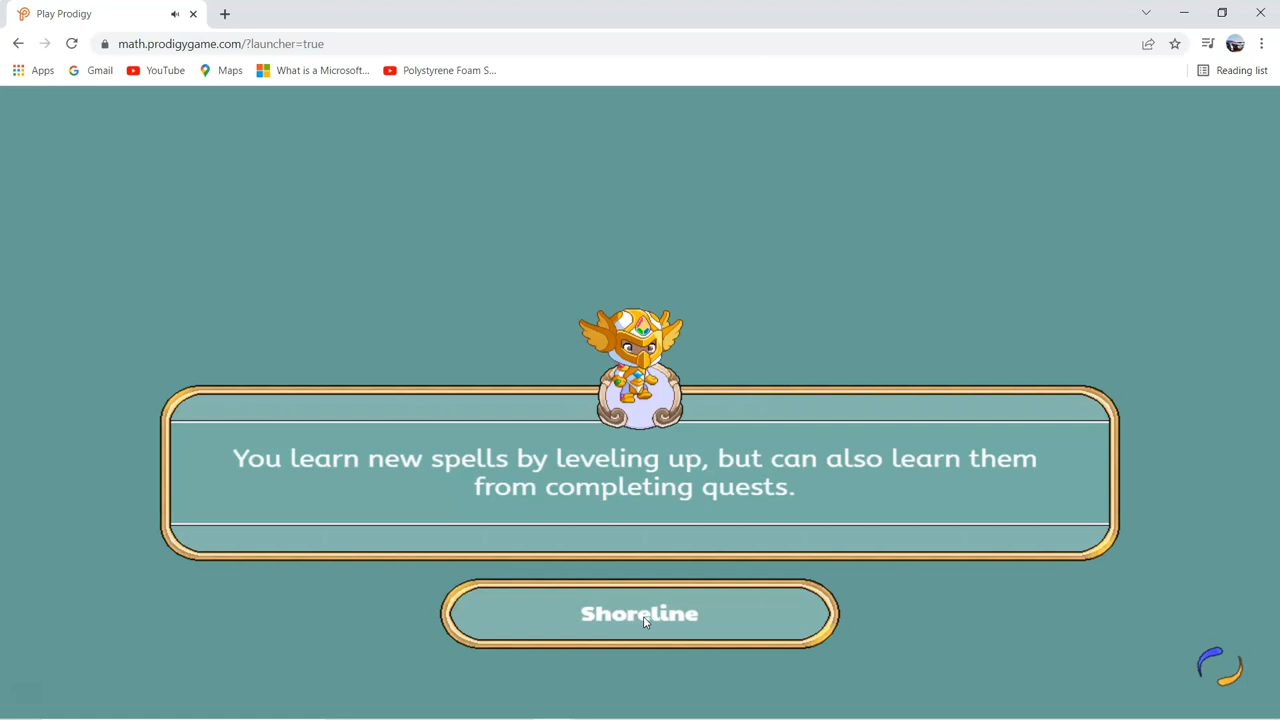 Play Prodigy
math.prodigygame.com/?launcher=true
Apps
Gmail
YouTube
Maps
What is a Microsoft...
Polystyrene Foam S...
Reading list
You learn new spells by leveling up, but can also learn them
from completing quests.
Shoreline